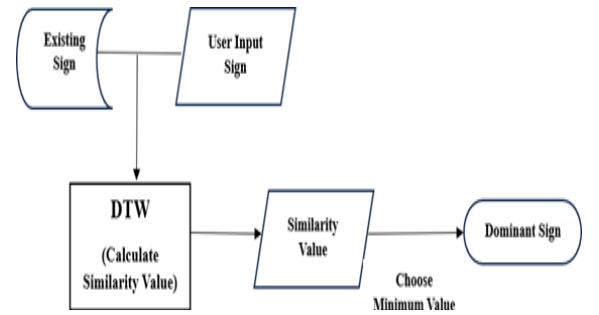 Existing
Sign
User Input
Sign
DTW
(Calculate
Similarity Value)
Similarity
Value
Choose
Minimum Value
Dominant Sign